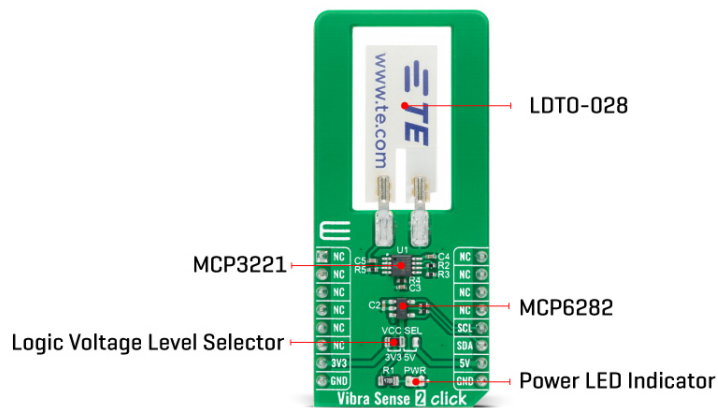 TE
www.te.com
LDT0-028
U1
C5
R5
C4
R2
R3
R4
C3
MCP3221
MCP6282
C2
NC
NC
NC
NC
NC
NC
3V3
GND
NC
NC
NC
NC
SCL
SDA
5V
GND
VCC SEL
3V3 5V
Logic Voltage Level Selector
R1 PWR
Power LED Indicator
Vibra Sense 2 click